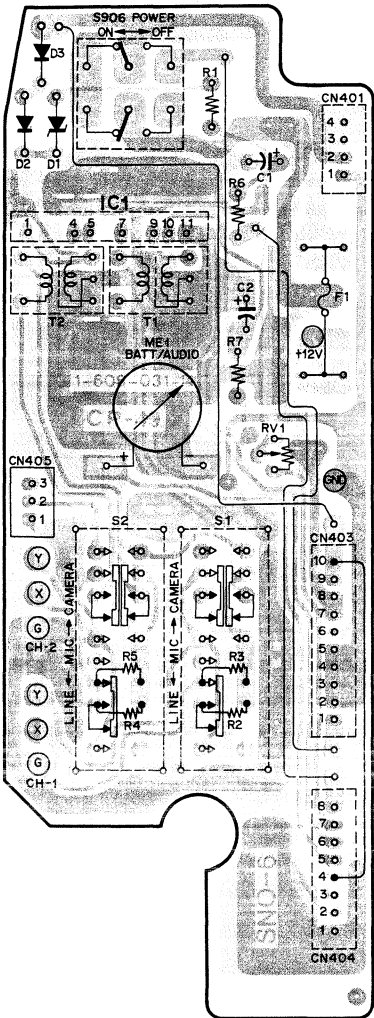 S906 POWER
ON OFF
D3
D2 D1
R1
CN401
4
3
2
1
C1
R6
IC1
1 4 5 7 9 10 11
T2 T1
C2
R7
F1
+12V
ME1
BATT/AUDIO
1-609-031
RV1
GND
CN405
3
2
1
+ −
S2 S1
LINE MIC CAMERA
LINE MIC CAMERA
R5
R4
R3
R2
Y
X
G
CH-2
Y
X
G
CH-1
CN403
10
9
8
7
6
5
4
3
2
1
8
7
6
5
4
3
2
1
CN404
SNO-6